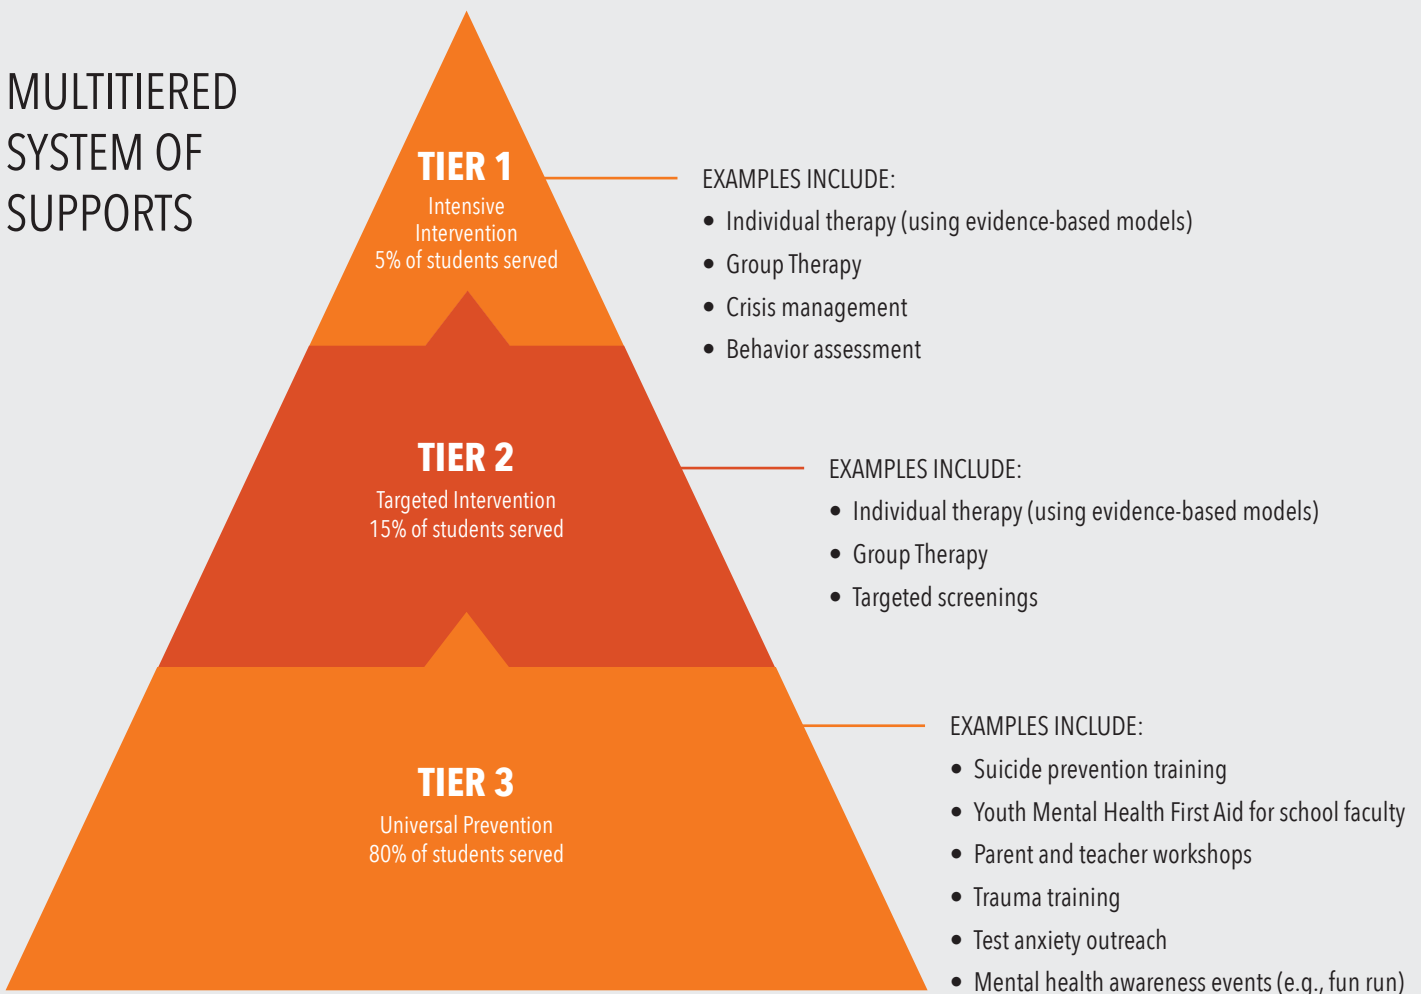 MULTITIERED
SYSTEM OF
SUPPORTS
TIER 1
Intensive
Intervention
5% of students served
EXAMPLES INCLUDE:
• Individual therapy (using evidence-based models)
• Group Therapy
• Crisis management
• Behavior assessment
TIER 2
Targeted Intervention
15% of students served
EXAMPLES INCLUDE:
• Individual therapy (using evidence-based models)
• Group Therapy
• Targeted screenings
TIER 3
Universal Prevention
80% of students served
EXAMPLES INCLUDE:
• Suicide prevention training
• Youth Mental Health First Aid for school faculty
• Parent and teacher workshops
• Trauma training
• Test anxiety outreach
• Mental health awareness events (e.g., fun run)